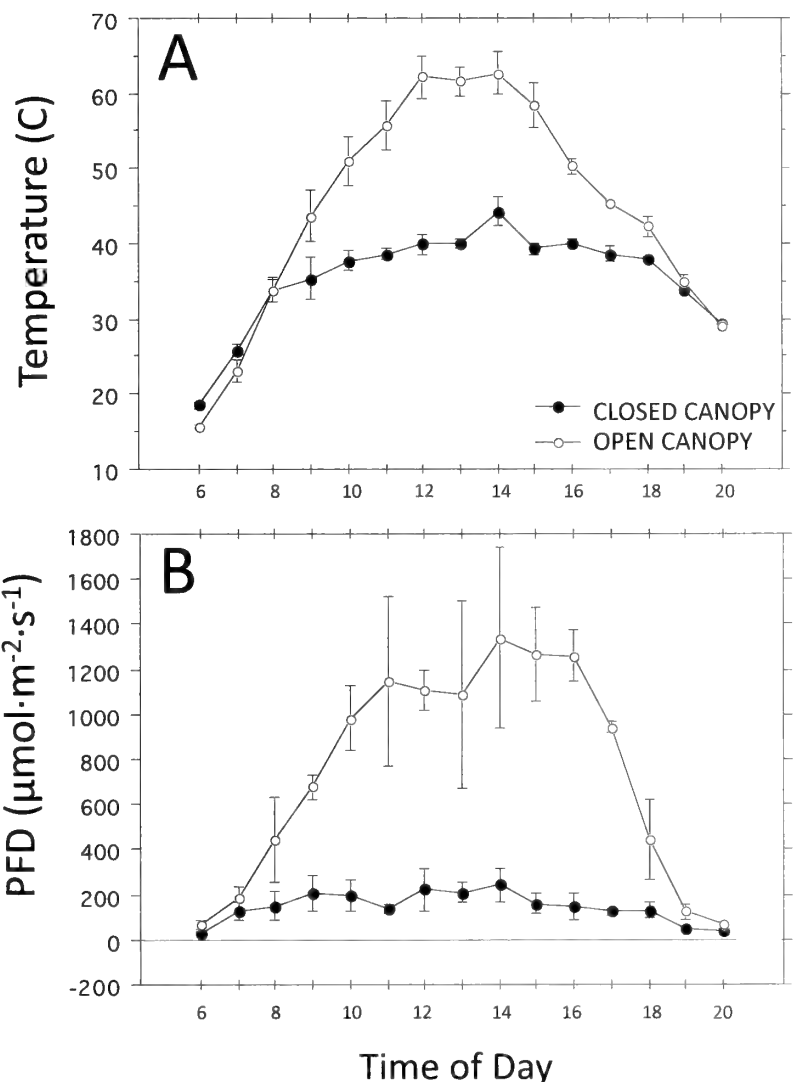 A
Temperature (C)
70
60
50
40
30
20
10
CLOSED CANOPY
OPEN CANOPY
6 8 10 12 14 16 18 20
B
PFD (µmol·m⁻²·s⁻¹)
1800
1600
1400
1200
1000
800
600
400
200
0
-200
6 8 10 12 14 16 18 20
Time of Day